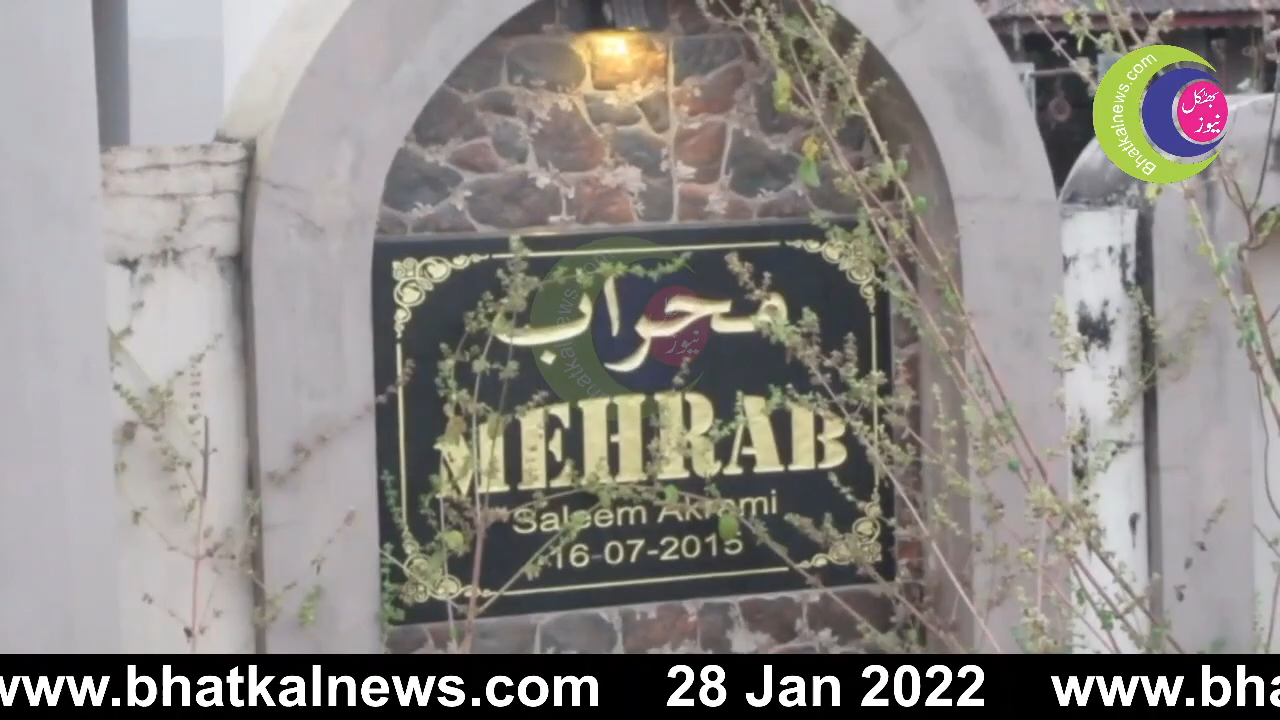 Bhatkalnews.com
بھٹکل
نیوز
محراب
MEHRAB
Saleem Akrami
16-07-2015
www.bhatkalnews.com 28 Jan 2022 www.bha